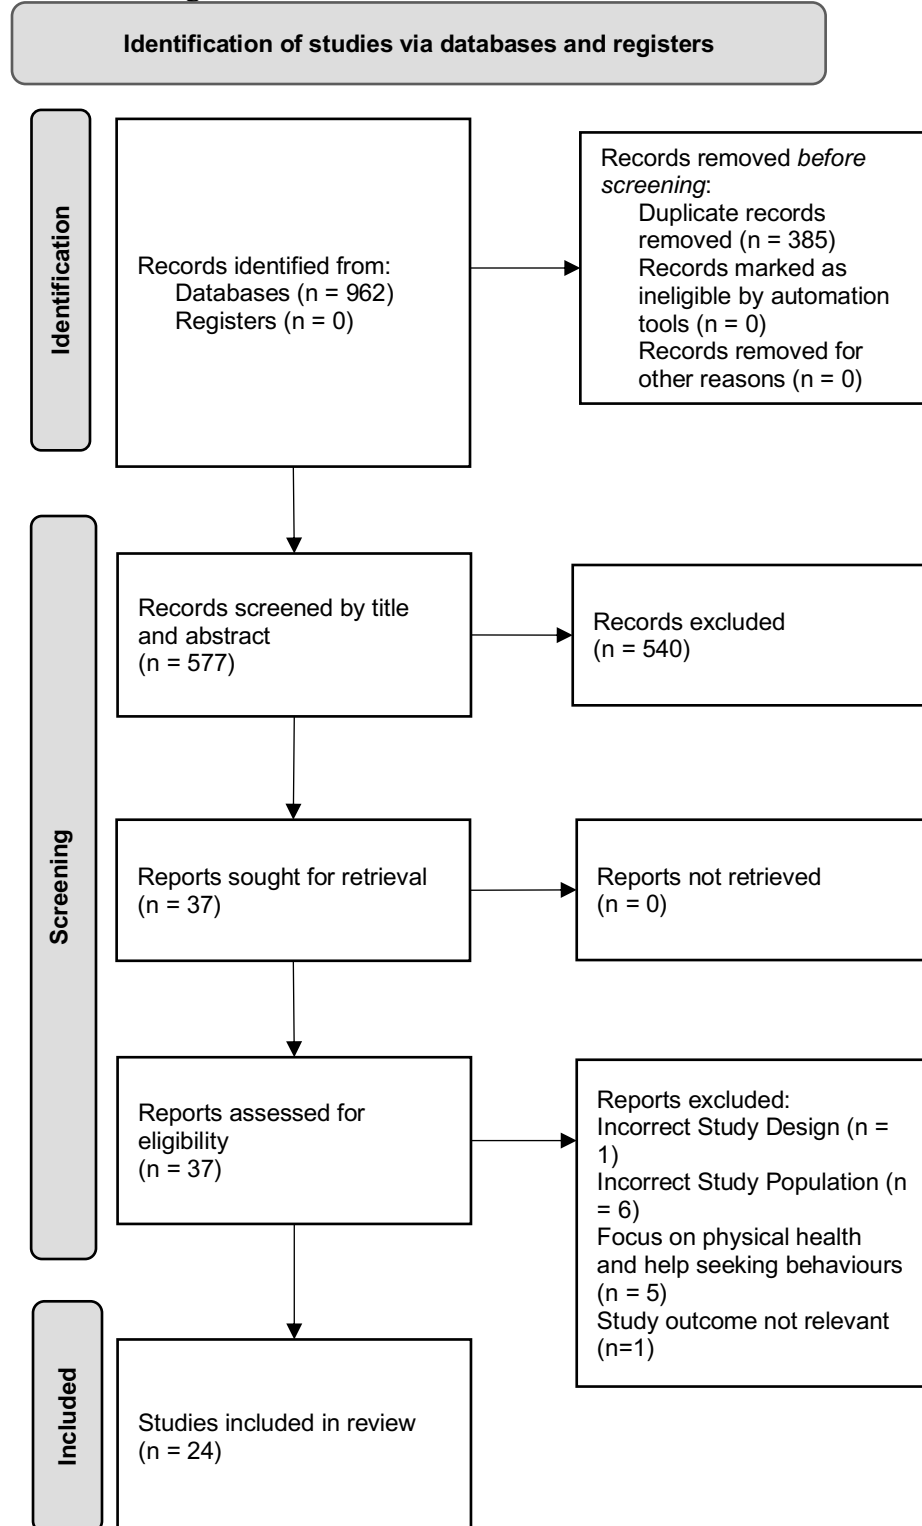 Identification of studies via databases and registers
Identification
Records identified from:
Databases (n = 962)
Registers (n = 0)
Records removed before
screening:
Duplicate records
removed (n = 385)
Records marked as
ineligible by automation
tools (n = 0)
Records removed for
other reasons (n = 0)
Screening
Records screened by title
and abstract
(n = 577)
Records excluded
(n = 540)
Reports sought for retrieval
(n = 37)
Reports not retrieved
(n = 0)
Reports assessed for
eligibility
(n = 37)
Reports excluded:
Incorrect Study Design (n =
1)
Incorrect Study Population (n
= 6)
Focus on physical health
and help seeking behaviours
(n = 5)
Study outcome not relevant
(n=1)
Included
Studies included in review
(n = 24)